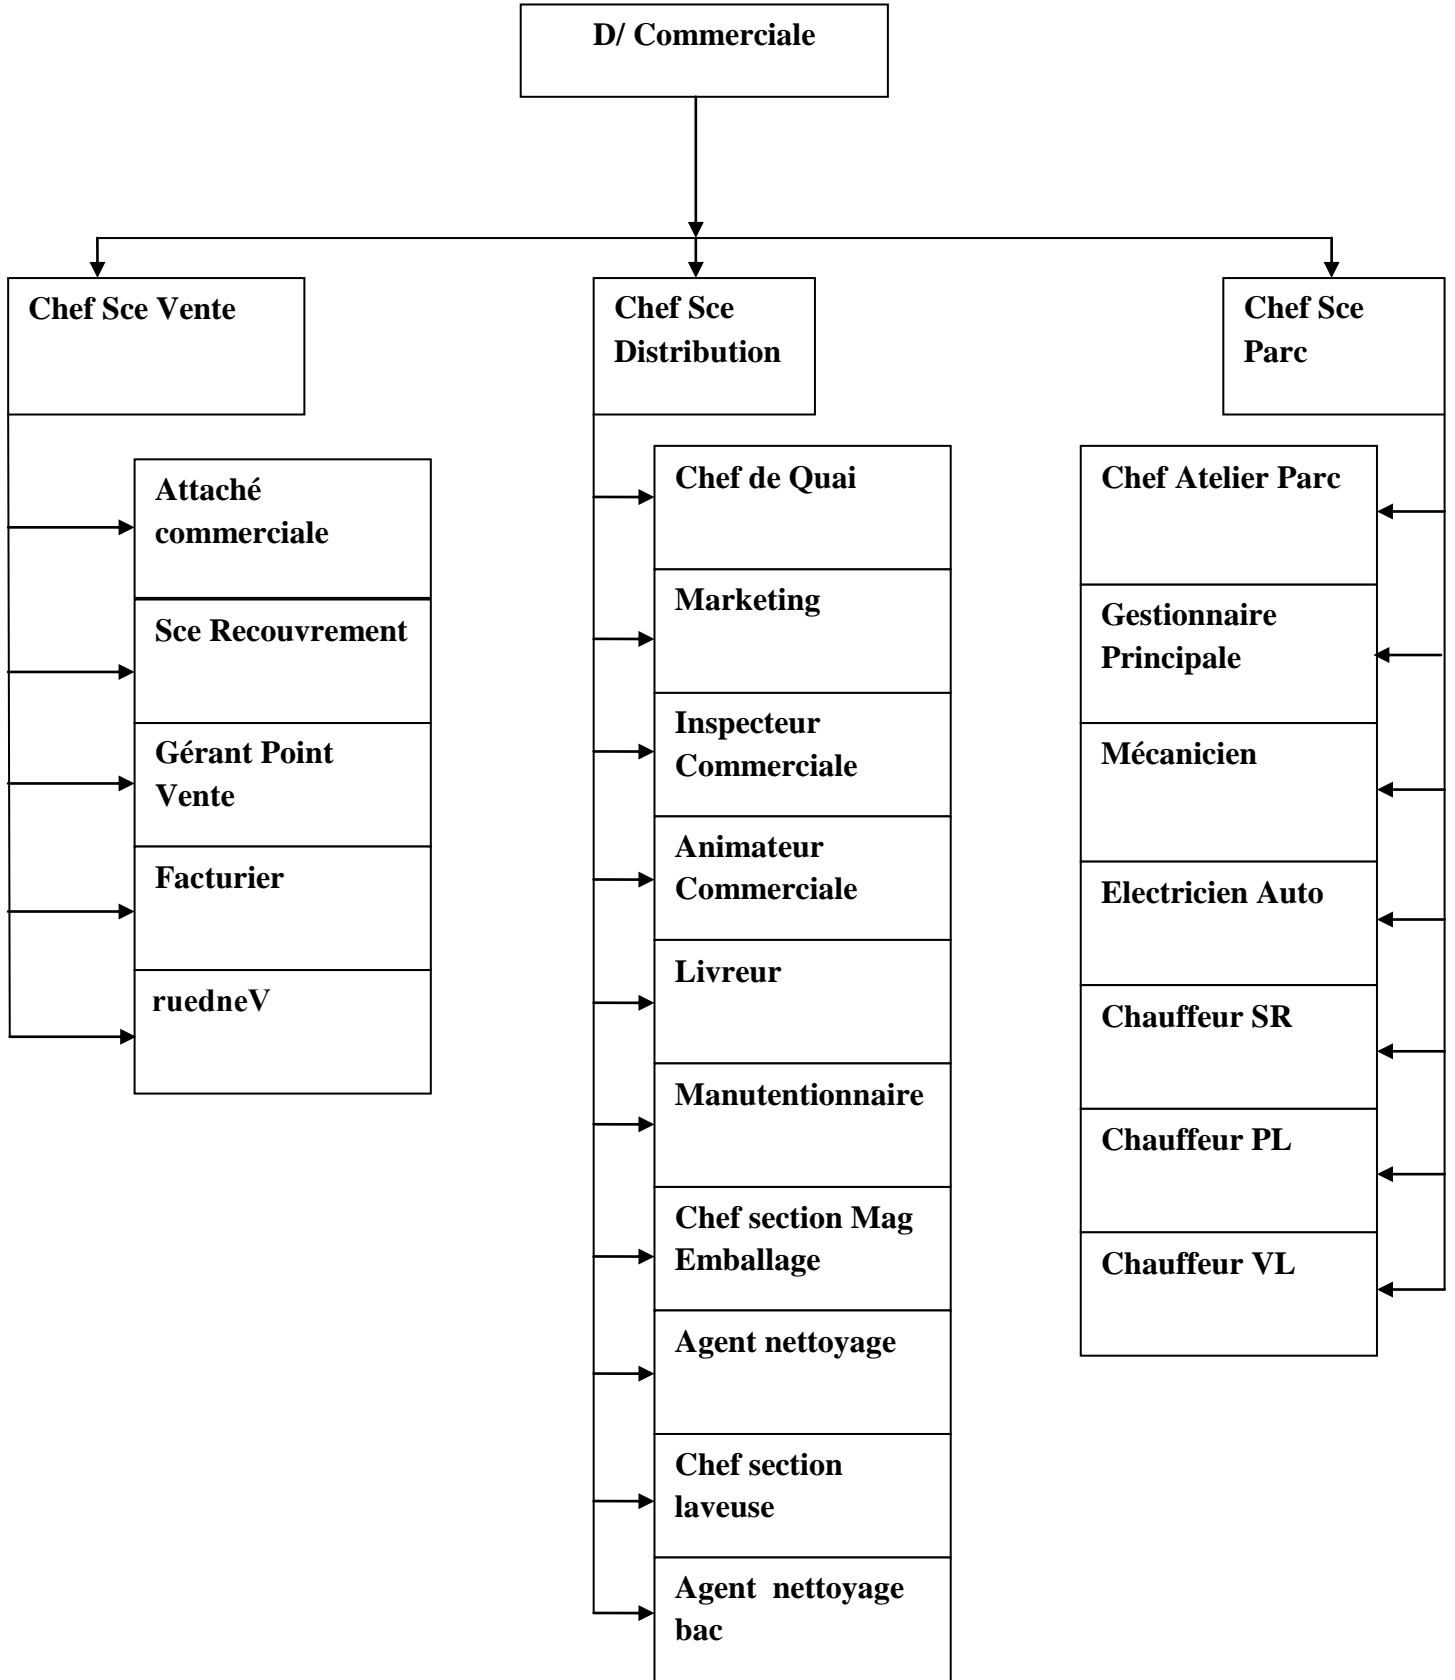 D/ Commerciale
Chef Sce Vente
Attaché
commerciale
Sce Recouvrement
Gérant Point
Vente
Facturier
ruedneV
Chef Sce
Distribution
Chef de Quai
Marketing
Inspecteur
Commerciale
Animateur
Commerciale
Livreur
Manutentionnaire
Chef section Mag
Emballage
Agent nettoyage
Chef section
laveuse
Agent nettoyage
bac
Chef Sce
Parc
Chef Atelier Parc
Gestionnaire
Principale
Mécanicien
Electricien Auto
Chauffeur SR
Chauffeur PL
Chauffeur VL